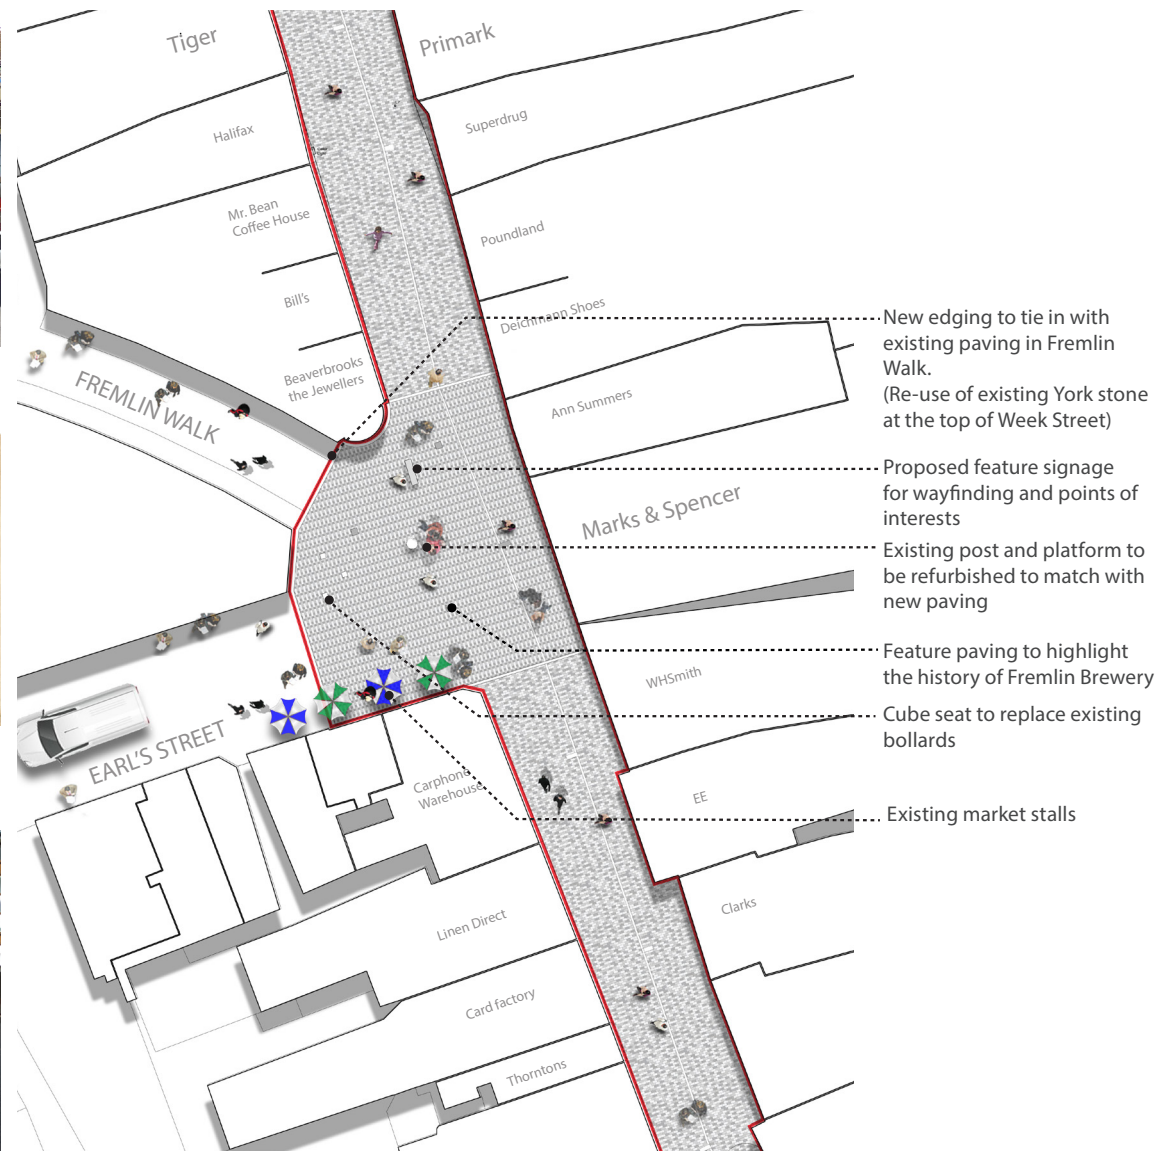 Tiger
Primark
Halifax
Superdrug
Mr. Bean
Coffee House
Poundland
Bill's
Deichmann Shoes
Beaverbrooks
the Jewellers
FREMLIN WALK
Ann Summers
Marks & Spencer
WHSmith
EARL'S STREET
Carphone
Warehouse
EE
Linen Direct
Clarks
Card factory
Thorntons
New edging to tie in with
existing paving in Fremlin
Walk.
(Re-use of existing York stone
at the top of Week Street)
Proposed feature signage
for wayfinding and points of
interests
Existing post and platform to
be refurbished to match with
new paving
Feature paving to highlight
the history of Fremlin Brewery
Cube seat to replace existing
bollards
Existing market stalls